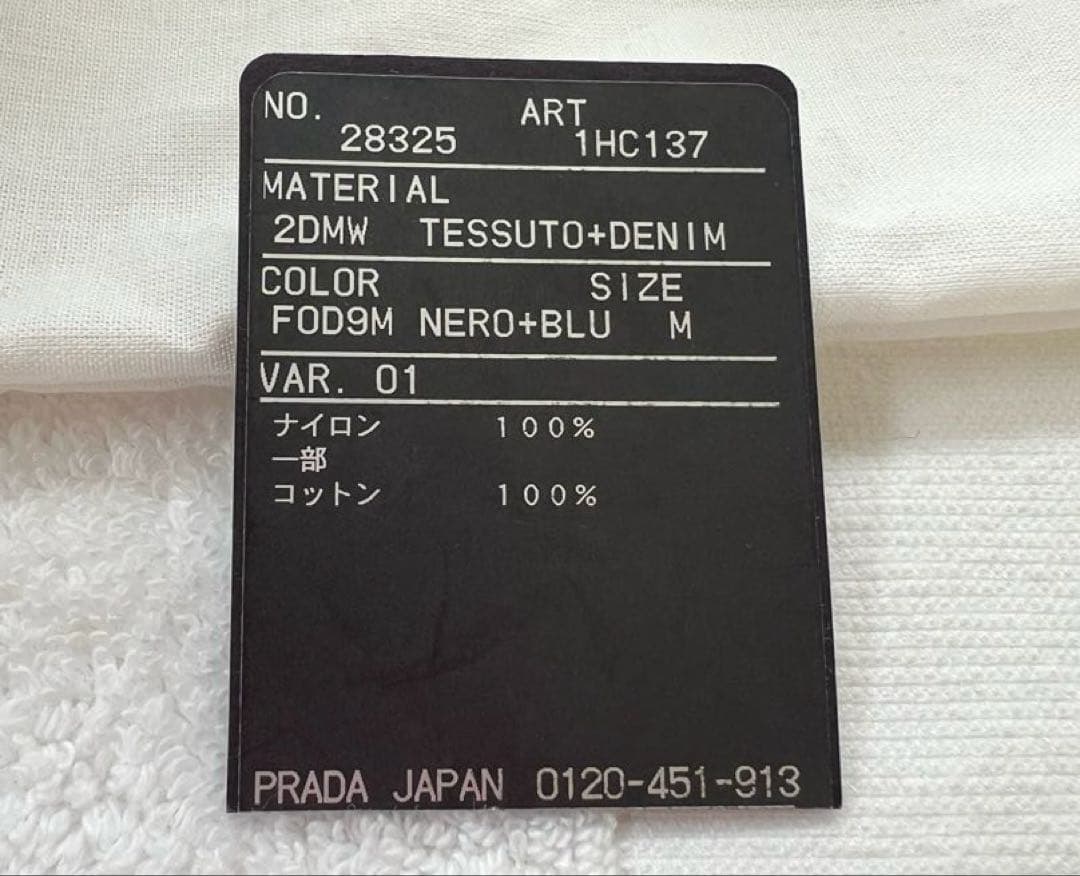 NO. ART
28325 1HC137
MATERIAL
2DMW TESSUTO+DENIM
COLOR SIZE
F0D9M NERO+BLU M
VAR. 01
ナイロン 100%
一部
コットン 100%
PRADA JAPAN 0120-451-913